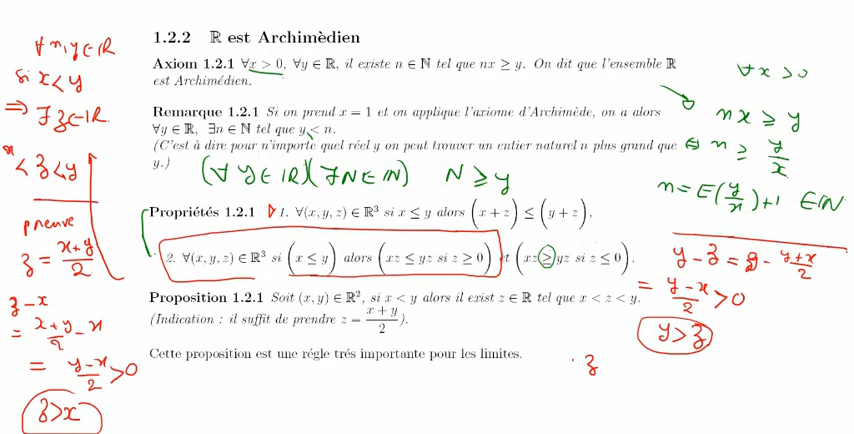 1.2.2 ℝ est Archimèdien
Axiom 1.2.1 ∀x > 0, ∀y ∈ ℝ, il existe n ∈ ℕ tel que nx ≥ y. On dit que l'ensemble ℝ
est Archimédien.
Remarque 1.2.1 Si on prend x = 1 et on applique l'axiome d'Archimède, on a alors
∀y ∈ ℝ, ∃n ∈ ℕ tel que y < n.
(C'est à dire pour n'importe quel réel y on peut trouver un entier naturel n plus grand que
y.)
(∀ y ∈ ℝ)(∃N ∈ ℕ) N ≥ y
Propriétés 1.2.1 1. ∀(x, y, z) ∈ ℝ³ si x ≤ y alors (x + z) ≤ (y + z),
2. ∀(x, y, z) ∈ ℝ³ si (x ≤ y) alors (xz ≤ yz si z ≥ 0) et (xz ≥ yz si z ≤ 0).
Proposition 1.2.1 Soit (x, y) ∈ ℝ², si x < y alors il exist z ∈ ℝ tel que x < z < y.
(Indication : il suffit de prendre z = (x + y)/2).
Cette proposition est une régle trés importante pour les limites.
∀x,y ∈ ℝ
si x < y
⇒ ∃z ∈ ℝ
x < z < y
preuve
z = (x+y)/2
z - x
= (x+y)/2 - x
= (y-x)/2 > 0
z > x
∀x > 0
nx ≥ y
⇔ n ≥ y/x
n = E(y/x)+1 ∈ ℕ
y - z = y - (y+x)/2
= (y-x)/2 > 0
y > z
z